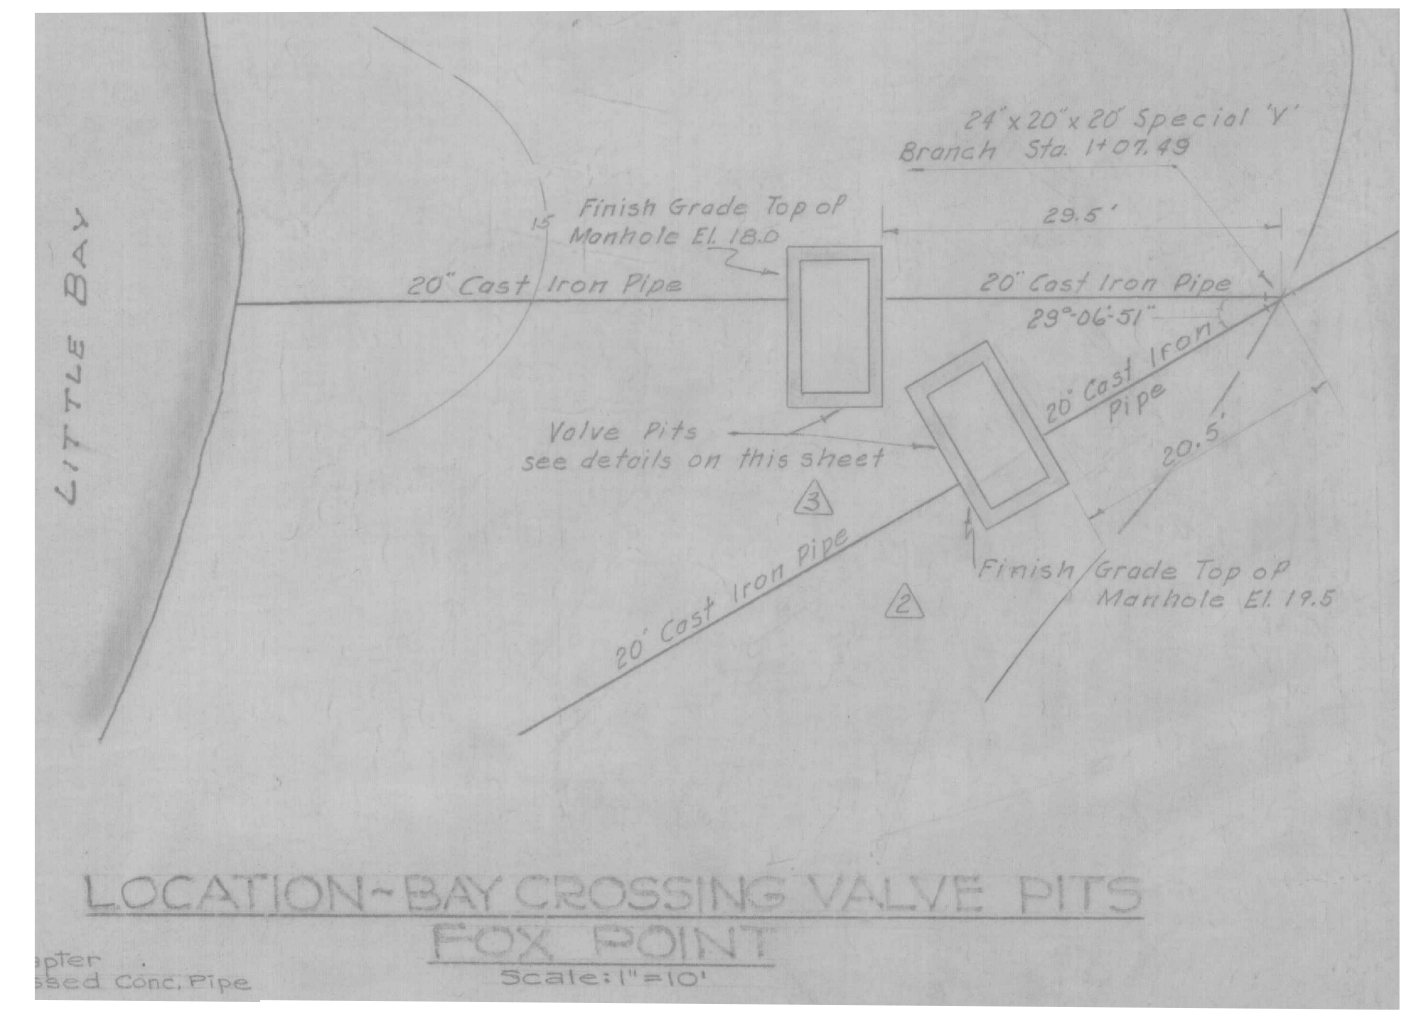 24"x20"x20" Special 'Y'
Branch Sta. 1+07.49
29.5'
Finish Grade Top of
Manhole El. 18.0
15
20" Cast Iron Pipe
20" Cast Iron Pipe
29°-06'-51"
20" Cast Iron
Pipe
20.5'
LITTLE BAY
Valve Pits
see details on this sheet
3
20" Cast Iron Pipe
2
Finish Grade Top of
Manhole El. 19.5
LOCATION~BAY CROSSING VALVE PITS
FOX POINT
Scale: 1"=10'
apter
ssed Conc. Pipe